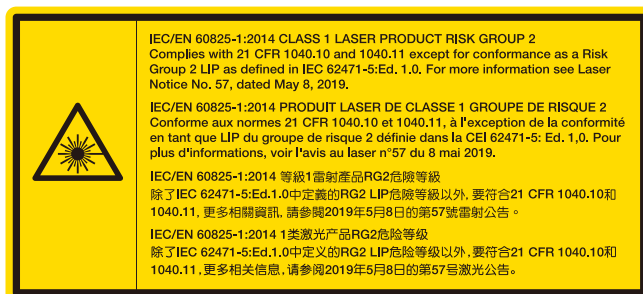 IEC/EN 60825-1:2014 CLASS 1 LASER PRODUCT RISK GROUP 2
Complies with 21 CFR 1040.10 and 1040.11 except for conformance as a Risk
Group 2 LIP as defined in IEC 62471-5:Ed. 1.0. For more information see Laser
Notice No. 57, dated May 8, 2019.
IEC/EN 60825-1:2014 PRODUIT LASER DE CLASSE 1 GROUPE DE RISQUE 2
Conforme aux normes 21 CFR 1040.10 et 1040.11, à l'exception de la conformité
en tant que LIP du groupe de risque 2 définie dans la CEI 62471-5: Ed. 1,0. Pour
plus d'informations, voir l'avis au laser n°57 du 8 mai 2019.
IEC/EN 60825-1:2014 等級1雷射產品RG2危險等級
除了IEC 62471-5:Ed.1.0中定義的RG2 LIP危險等級以外, 要符合21 CFR 1040.10和
1040.11, 更多相關資訊, 請參閱2019年5月8日的第57號雷射公告。
IEC/EN 60825-1:2014 1类激光产品RG2危险等级
除了IEC 62471-5:Ed.1.0中定义的RG2 LIP危险等级以外, 要符合21 CFR 1040.10和
1040.11, 更多相关信息, 请参阅2019年5月8日的第57号激光公告。